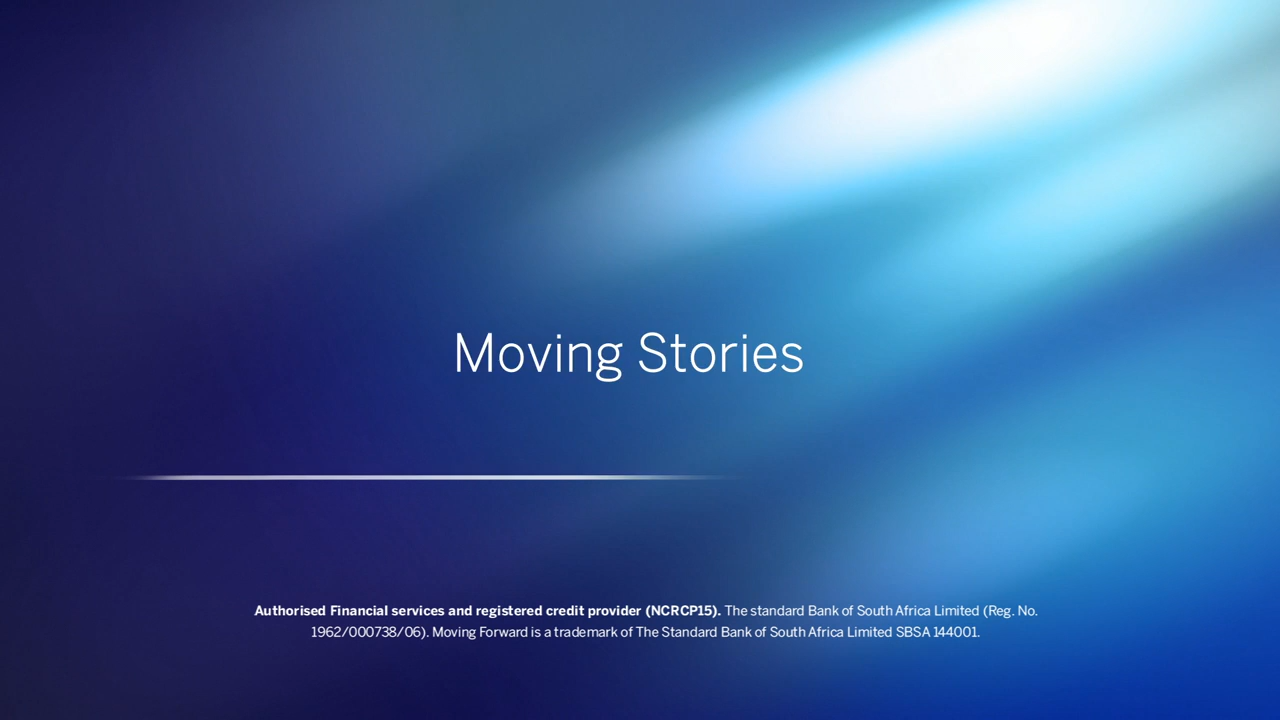 Moving Stories
Authorised Financial services and registered credit provider (NCRCP15). The standard Bank of South Africa Limited (Reg. No.
1962/000738/06). Moving Forward is a trademark of The Standard Bank of South Africa Limited SBSA 144001.